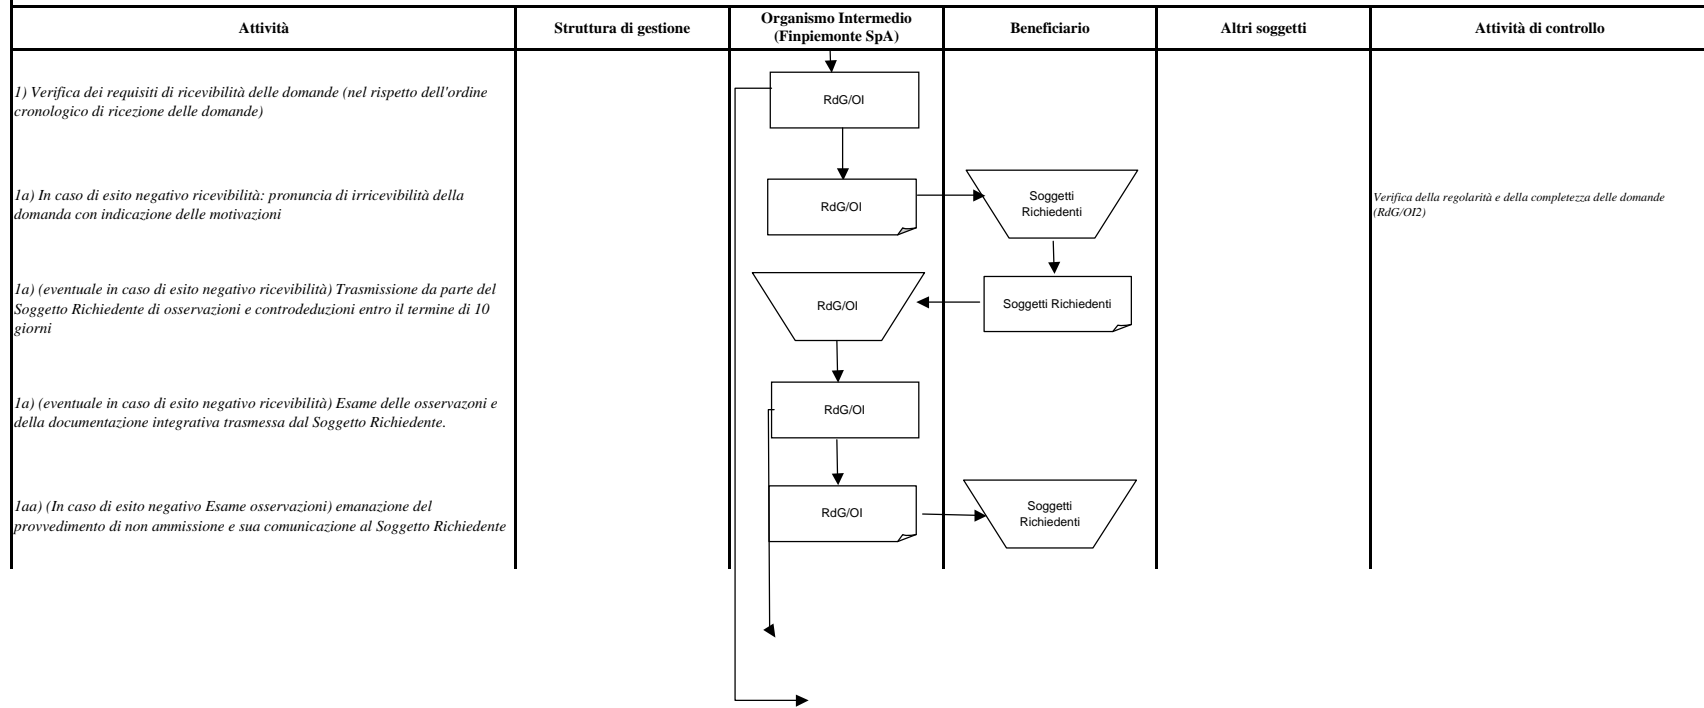 Attività
Struttura di gestione
Organismo Intermedio
(Finpiemonte SpA)
Beneficiario
Altri soggetti
Attività di controllo
1) Verifica dei requisiti di ricevibilità delle domande (nel rispetto dell'ordine
cronologico di ricezione delle domande)
RdG/OI
1a) In caso di esito negativo ricevibilità: pronuncia di irricevibilità della
domanda con indicazione delle motivazioni
RdG/OI
Soggetti
Richiedenti
Verifica della regolarità e della completezza delle domande
(RdG/OI2)
1a) (eventuale in caso di esito negativo ricevibilità) Trasmissione da parte del
Soggetto Richiedente di osservazioni e controdeduzioni entro il termine di 10
giorni
RdG/OI
Soggetti Richiedenti
1a) (eventuale in caso di esito negativo ricevibilità) Esame delle osservazoni e
della documentazione integrativa trasmessa dal Soggetto Richiedente.
RdG/OI
1aa) (In caso di esito negativo Esame osservazioni) emanazione del
provvedimento di non ammissione e sua comunicazione al Soggetto Richiedente
RdG/OI
Soggetti
Richiedenti